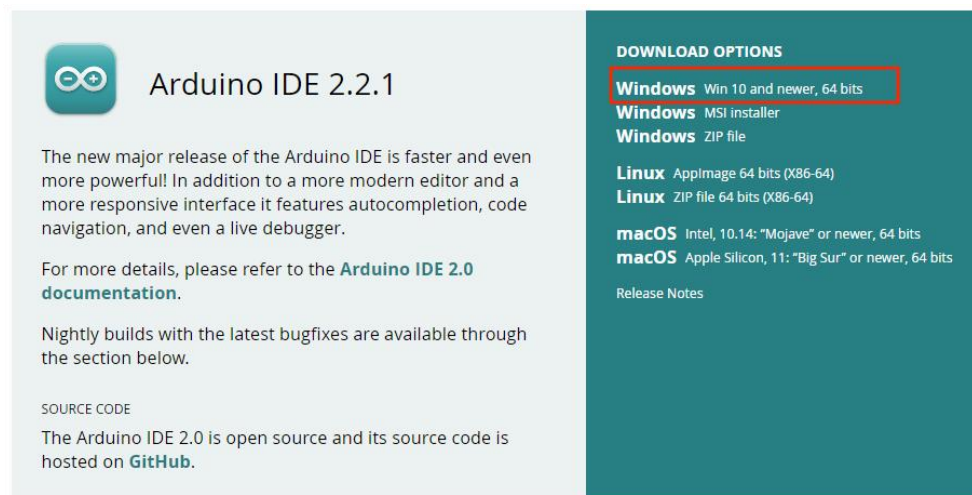 Arduino IDE 2.2.1
The new major release of the Arduino IDE is faster and even
more powerful! In addition to a more modern editor and a
more responsive interface it features autocompletion, code
navigation, and even a live debugger.
For more details, please refer to the Arduino IDE 2.0
documentation.
Nightly builds with the latest bugfixes are available through
the section below.
SOURCE CODE
The Arduino IDE 2.0 is open source and its source code is
hosted on GitHub.
DOWNLOAD OPTIONS
Windows Win 10 and newer, 64 bits
Windows MSI installer
Windows ZIP file
Linux AppImage 64 bits (X86-64)
Linux ZIP file 64 bits (X86-64)
macOS Intel, 10.14: “Mojave” or newer, 64 bits
macOS Apple Silicon, 11: “Big Sur” or newer, 64 bits
Release Notes